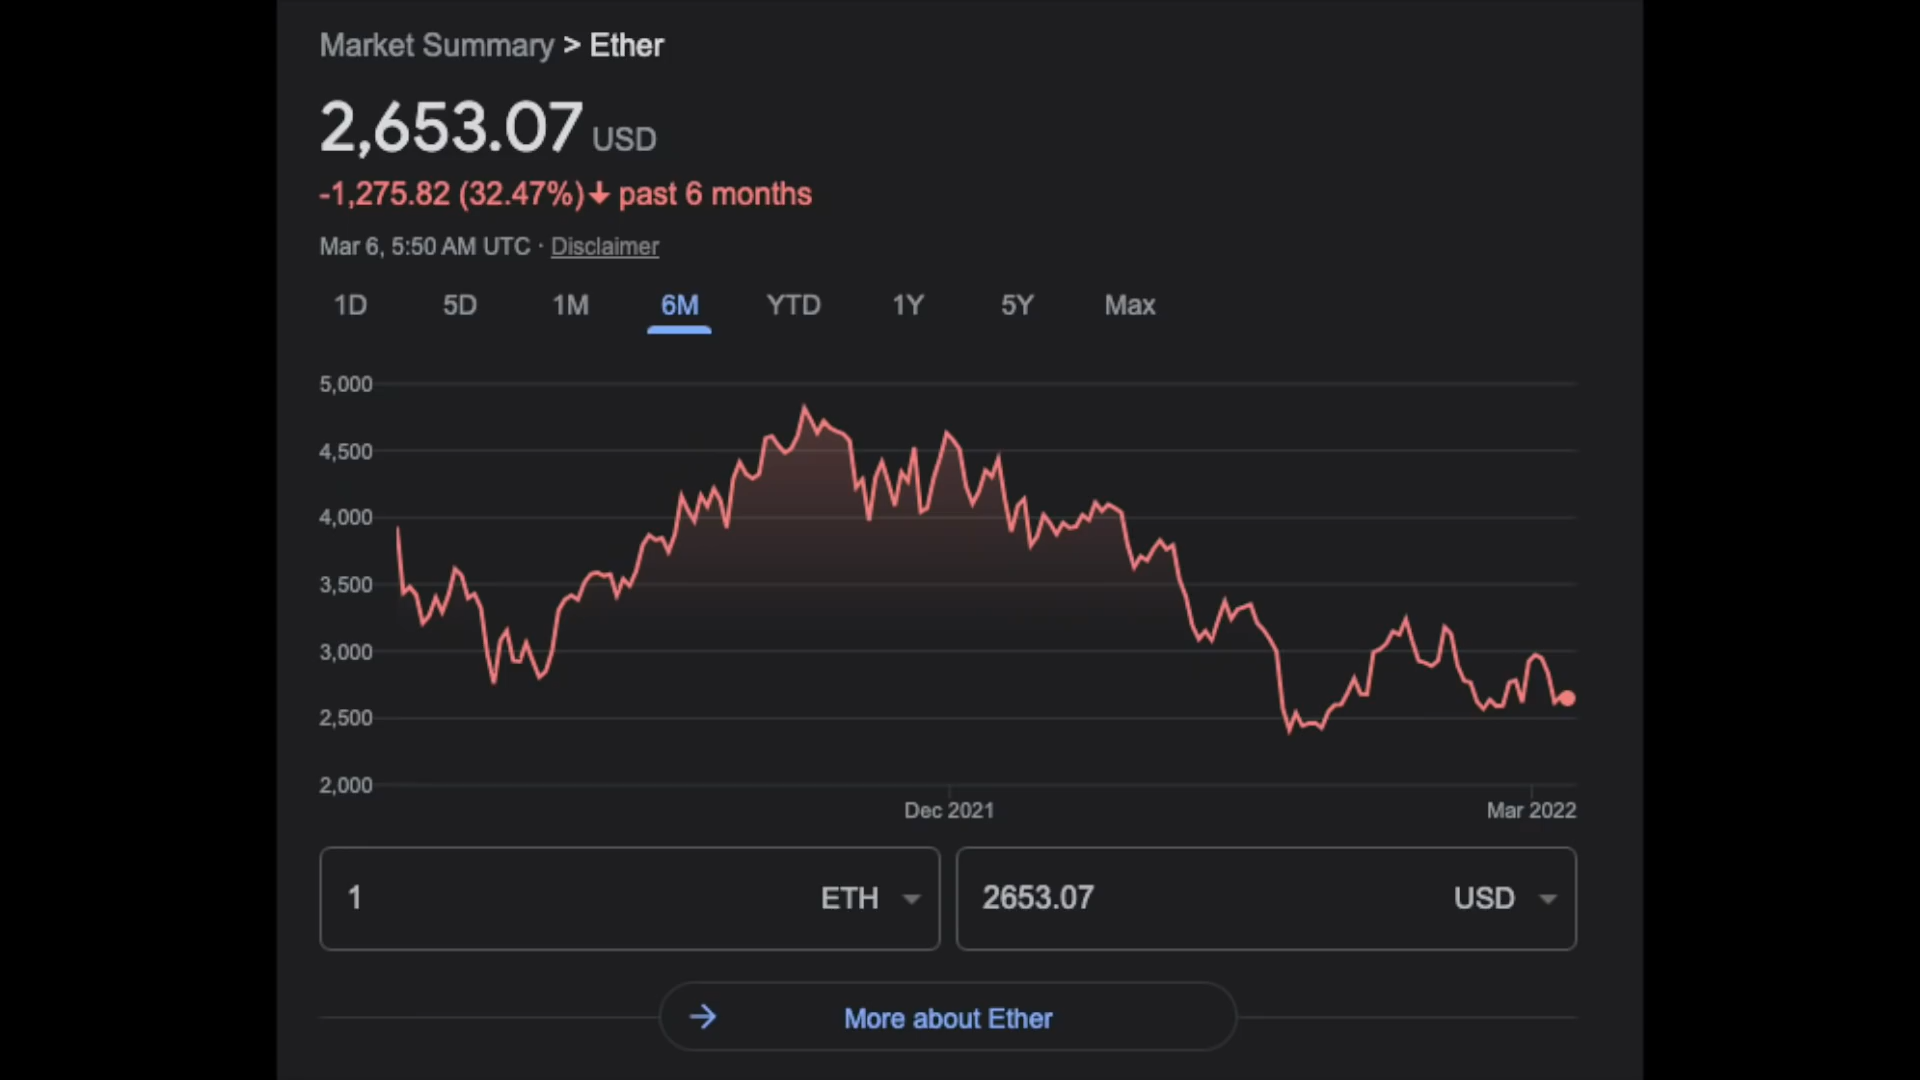 Market Summary > Ether
2,653.07 USD
-1,275.82 (32.47%)↓ past 6 months
Mar 6, 5:50 AM UTC · Disclaimer
1D 5D 1M 6M YTD 1Y 5Y Max
5,000
4,500
4,000
3,500
3,000
2,500
2,000
Dec 2021 Mar 2022
1 ETH 2653.07 USD
→ More about Ether